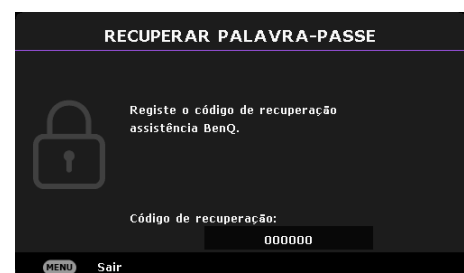 RECUPERAR PALAVRA-PASSE
Registe o código de recuperação
assistência BenQ.
Código de recuperação:
000000
MENU Sair